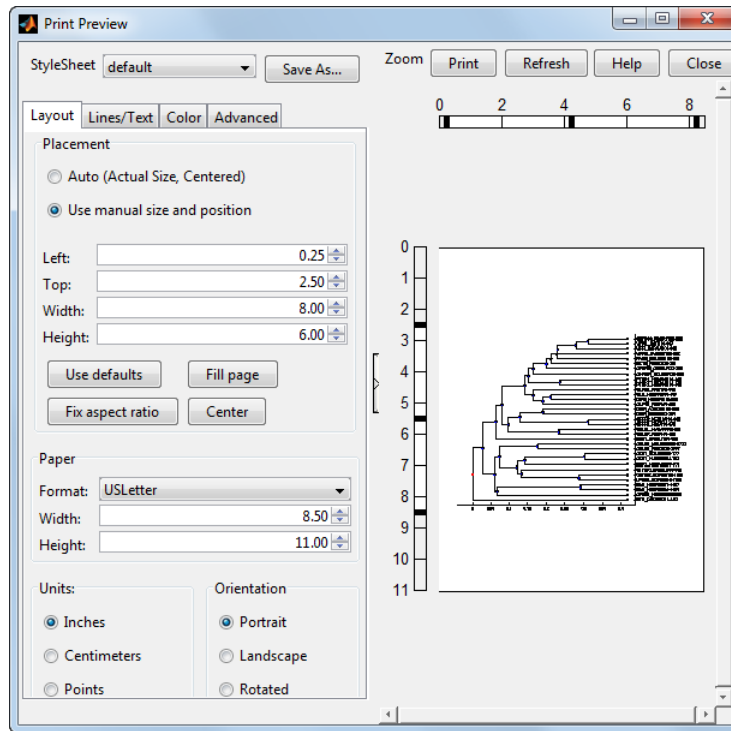 Print Preview
StyleSheet default Save As...
Zoom Print Refresh Help Close
Layout Lines/Text Color Advanced
Placement
Auto (Actual Size, Centered)
Use manual size and position
Left: 0.25
Top: 2.50
Width: 8.00
Height: 6.00
Use defaults Fill page
Fix aspect ratio Center
Paper
Format: USLetter
Width: 8.50
Height: 11.00
Units:
Inches
Centimeters
Points
Orientation
Portrait
Landscape
Rotated
0 2 4 6 8
0
1
2
3
4
5
6
7
8
9
10
11